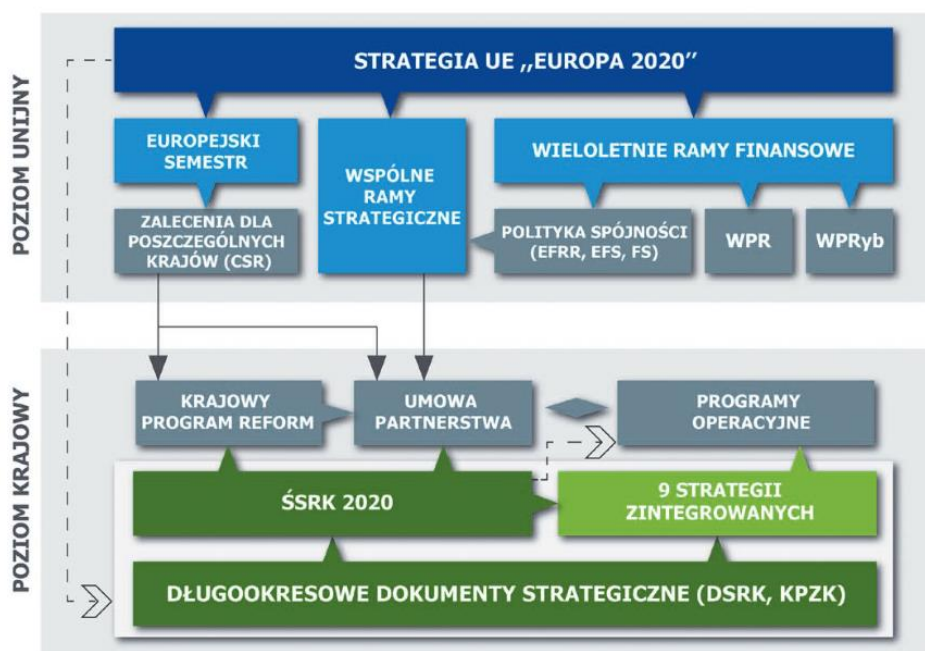 POZIOM UNIJNY
STRATEGIA UE ,,EUROPA 2020”
EUROPEJSKI
SEMESTR
WSPÓLNE
RAMY
STRATEGICZNE
WIELOLETNIE RAMY FINANSOWE
ZALECENIA DLA
POSZCZEGÓLNYCH
KRAJÓW (CSR)
POLITYKA SPÓJNOŚCI
(EFRR, EFS, FS)
WPR
WPRyb
POZIOM KRAJOWY
KRAJOWY
PROGRAM REFORM
UMOWA
PARTNERSTWA
PROGRAMY
OPERACYJNE
ŚSRK 2020
9 STRATEGII
ZINTEGROWANYCH
DŁUGOOKRESOWE DOKUMENTY STRATEGICZNE (DSRK, KPZK)